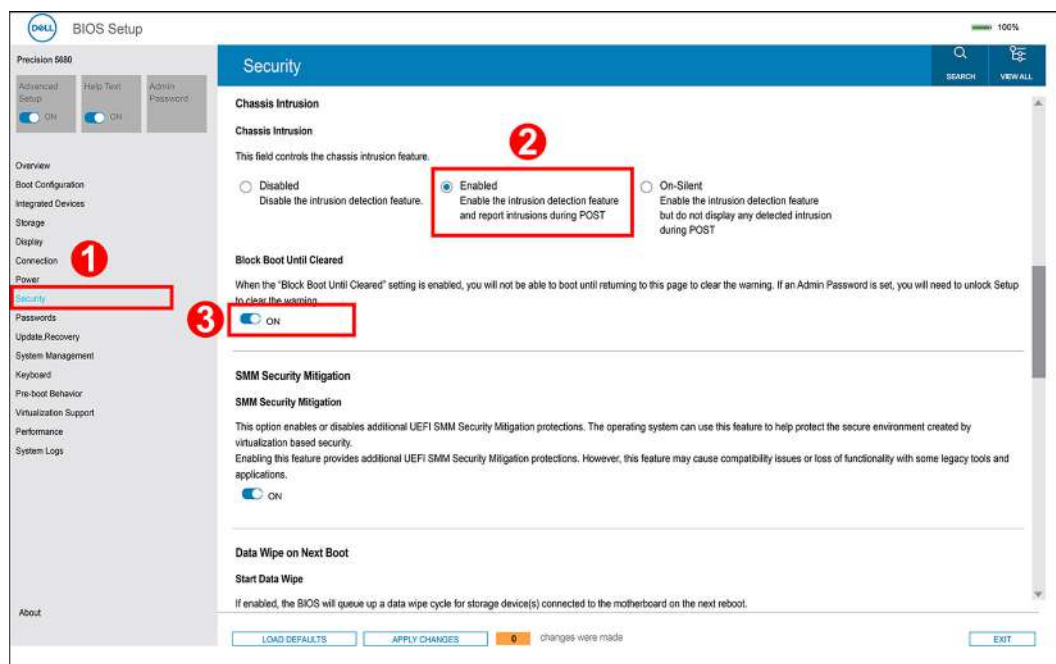 DELL
BIOS Setup
100%
Precision 5680
Advanced Setup
ON
Help Text
ON
Admin Password
Overview
Boot Configuration
Integrated Devices
Storage
Display
Connection
Power
Security
Passwords
Update,Recovery
System Management
Keyboard
Pre-boot Behavior
Virtualization Support
Performance
System Logs
About
1
Security
SEARCH
VIEW ALL
Chassis Intrusion
Chassis Intrusion
This field controls the chassis intrusion feature.
2
Disabled
Disable the intrusion detection feature.
Enabled
Enable the intrusion detection feature
and report intrusions during POST
On-Silent
Enable the intrusion detection feature
but do not display any detected intrusion
during POST
Block Boot Until Cleared
When the "Block Boot Until Cleared" setting is enabled, you will not be able to boot until returning to this page to clear the warning. If an Admin Password is set, you will need to unlock Setup
to clear the warning
3
ON
SMM Security Mitigation
SMM Security Mitigation
This option enables or disables additional UEFI SMM Security Mitigation protections. The operating system can use this feature to help protect the secure environment created by
virtualization based security.
Enabling this feature provides additional UEFI SMM Security Mitigation protections. However, this feature may cause compatibility issues or loss of functionality with some legacy tools and
applications.
ON
Data Wipe on Next Boot
Start Data Wipe
If enabled, the BIOS will queue up a data wipe cycle for storage device(s) connected to the motherboard on the next reboot.
LOAD DEFAULTS
APPLY CHANGES
0
changes were made
EXIT